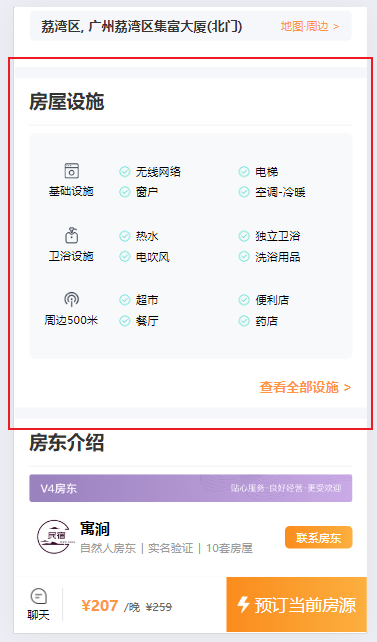 荔湾区, 广州荔湾区集富大厦(北门) 地图·周边 >
房屋设施
基础设施 无线网络 电梯
窗户 空调-冷暖
卫浴设施 热水 独立卫浴
电吹风 洗浴用品
周边500米 超市 便利店
餐厅 药店
查看全部设施 >
房东介绍
V4房东 贴心服务·良好经营·更受欢迎
民宿
寓涧
自然人房东 | 实名验证 | 10套房屋 联系房东
聊天 ¥207 /晚 ¥259 预订当前房源